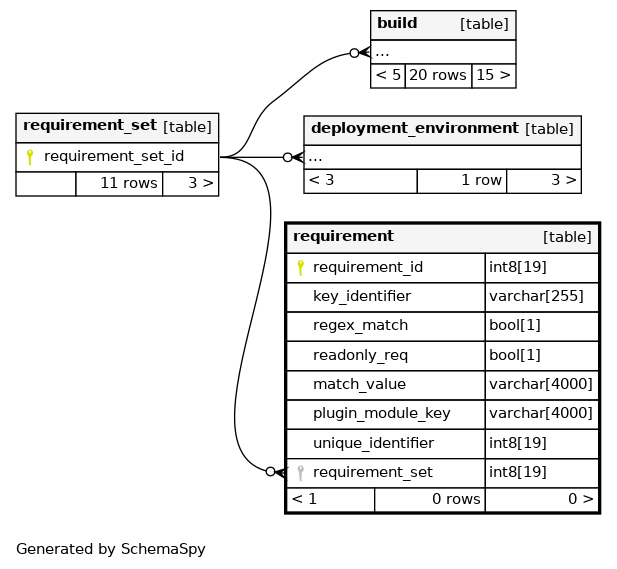 build [table]
...
< 5 20 rows 15 >
requirement_set [table]
requirement_set_id
11 rows 3 >
deployment_environment [table]
...
< 3 1 row 3 >
requirement [table]
requirement_id int8[19]
key_identifier varchar[255]
regex_match bool[1]
readonly_req bool[1]
match_value varchar[4000]
plugin_module_key varchar[4000]
unique_identifier int8[19]
requirement_set int8[19]
< 1 0 rows 0 >
Generated by SchemaSpy